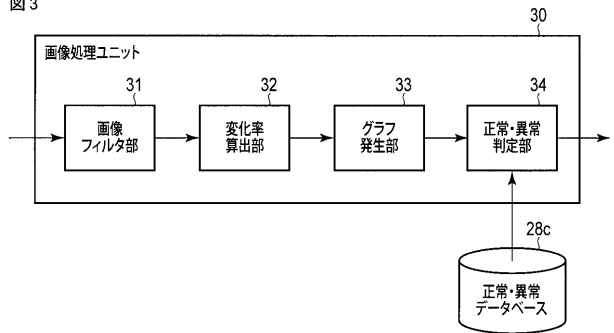 図3
30
画像処理ユニット
31
32
33
34
画像
フィルタ部
変化率
算出部
グラフ
発生部
正常・異常
判定部
28c
正常・異常
データベース